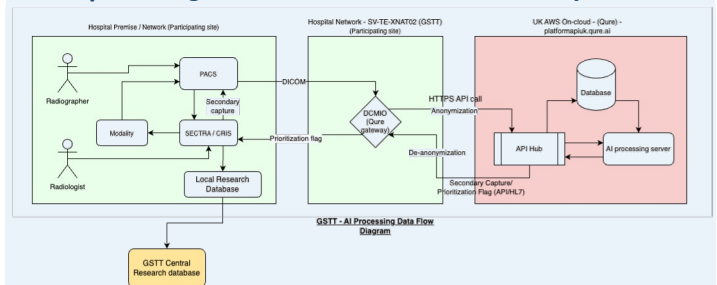 Hospital Premise / Network (Participating site)
Radiographer
PACS
Secondary
capture
Modality
SECTRA / CRIS
Radiologist
Local Research
Database
GSTT Central
Research database
DICOM
Prioritization flag
Hospital Network - SV-TE-XNAT02 (GSTT)
(Participating site)
DCMIO
(Qure
gateway)
HTTPS API call
Anonymization
De-anonymization
Secondary Capture/
Prioritization Flag (API/HL7)
UK AWS On-cloud - (Qure) -
platformapiuk.qure.ai
Database
API Hub
AI processing server
GSTT - AI Processing Data Flow
Diagram